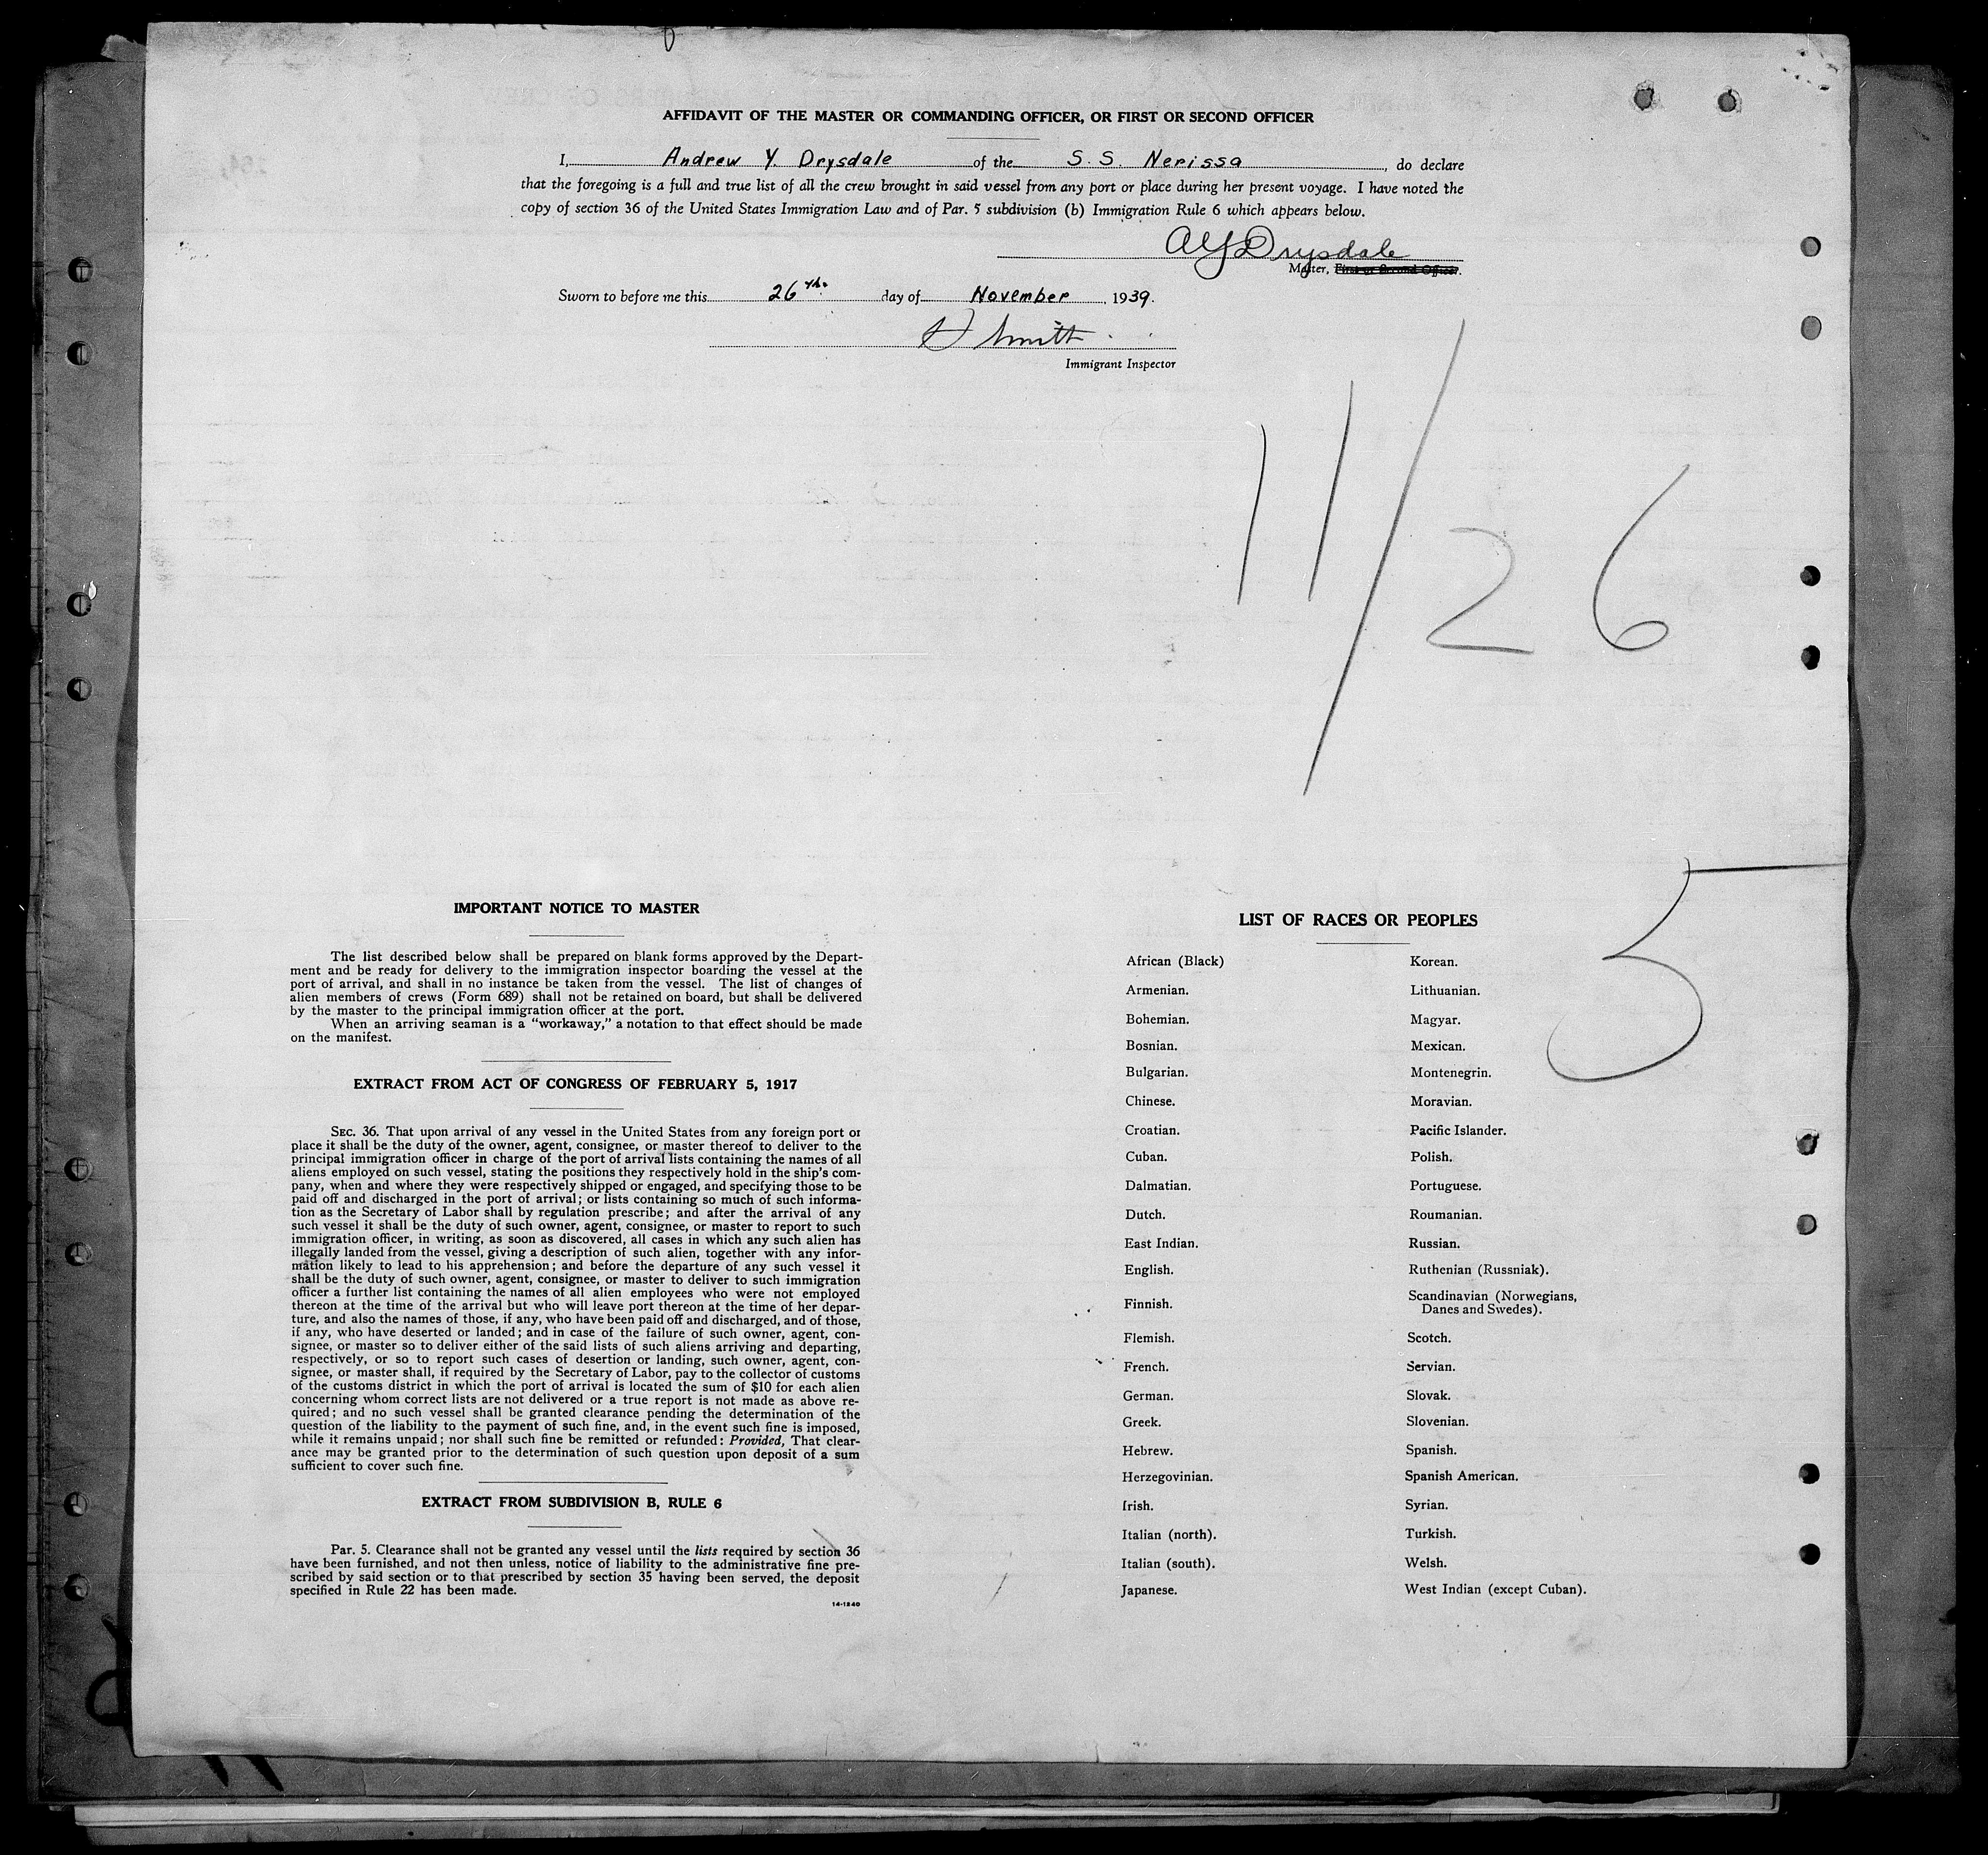 AFFIDAVIT OF THE MASTER OR COMMANDING OFFICER, OR FIRST OR SECOND OFFICER
I, Andrew Y. Drysdale of the S. S. Nerissa, do declare
that the foregoing is a full and true list of all the crew brought in said vessel from any port or place during her present voyage. I have noted the
copy of section 36 of the United States Immigration Law and of Par. 5 subdivision (b) Immigration Rule 6 which appears below.
AYDrysdale
Master, First or Second Officer.
Sworn to before me this 26th. day of November, 1939.
Smith
Immigrant Inspector
11/26
5
IMPORTANT NOTICE TO MASTER
The list described below shall be prepared on blank forms approved by the Depart-
ment and be ready for delivery to the immigration inspector boarding the vessel at the
port of arrival, and shall in no instance be taken from the vessel. The list of changes of
alien members of crews (Form 689) shall not be retained on board, but shall be delivered
by the master to the principal immigration officer at the port.
When an arriving seaman is a "workaway," a notation to that effect should be made
on the manifest.
EXTRACT FROM ACT OF CONGRESS OF FEBRUARY 5, 1917
SEC. 36. That upon arrival of any vessel in the United States from any foreign port or
place it shall be the duty of the owner, agent, consignee, or master thereof to deliver to the
principal immigration officer in charge of the port of arrival lists containing the names of all
aliens employed on such vessel, stating the positions they respectively hold in the ship's com-
pany, when and where they were respectively shipped or engaged, and specifying those to be
paid off and discharged in the port of arrival; or lists containing so much of such informa-
tion as the Secretary of Labor shall by regulation prescribe; and after the arrival of any
such vessel it shall be the duty of such owner, agent, consignee, or master to report to such
immigration officer, in writing, as soon as discovered, all cases in which any such alien has
illegally landed from the vessel, giving a description of such alien, together with any infor-
mation likely to lead to his apprehension; and before the departure of any such vessel it
shall be the duty of such owner, agent, consignee, or master to deliver to such immigration
officer a further list containing the names of all alien employees who were not employed
thereon at the time of the arrival but who will leave port thereon at the time of her depar-
ture, and also the names of those, if any, who have been paid off and discharged, and of those,
if any, who have deserted or landed; and in case of the failure of such owner, agent, con-
signee, or master so to deliver either of the said lists of such aliens arriving and departing,
respectively, or so to report such cases of desertion or landing, such owner, agent, con-
signee, or master shall, if required by the Secretary of Labor, pay to the collector of customs
of the customs district in which the port of arrival is located the sum of $10 for each alien
concerning whom correct lists are not delivered or a true report is not made as above re-
quired; and no such vessel shall be granted clearance pending the determination of the
question of the liability to the payment of such fine, and, in the event such fine is imposed,
while it remains unpaid; nor shall such fine be remitted or refunded: Provided, That clear-
ance may be granted prior to the determination of such question upon deposit of a sum
sufficient to cover such fine.
EXTRACT FROM SUBDIVISION B, RULE 6
Par. 5. Clearance shall not be granted any vessel until the lists required by section 36
have been furnished, and not then unless, notice of liability to the administrative fine pre-
scribed by said section or to that prescribed by section 35 having been served, the deposit
specified in Rule 22 has been made.
14-1240
LIST OF RACES OR PEOPLES
African (Black)
Armenian.
Bohemian.
Bosnian.
Bulgarian.
Chinese.
Croatian.
Cuban.
Dalmatian.
Dutch.
East Indian.
English.
Finnish.
Flemish.
French.
German.
Greek.
Hebrew.
Herzegovinian.
Irish.
Italian (north).
Italian (south).
Japanese.
Korean.
Lithuanian.
Magyar.
Mexican.
Montenegrin.
Moravian.
Pacific Islander.
Polish.
Portuguese.
Roumanian.
Russian.
Ruthenian (Russniak).
Scandinavian (Norwegians,
Danes and Swedes).
Scotch.
Servian.
Slovak.
Slovenian.
Spanish.
Spanish American.
Syrian.
Turkish.
Welsh.
West Indian (except Cuban).